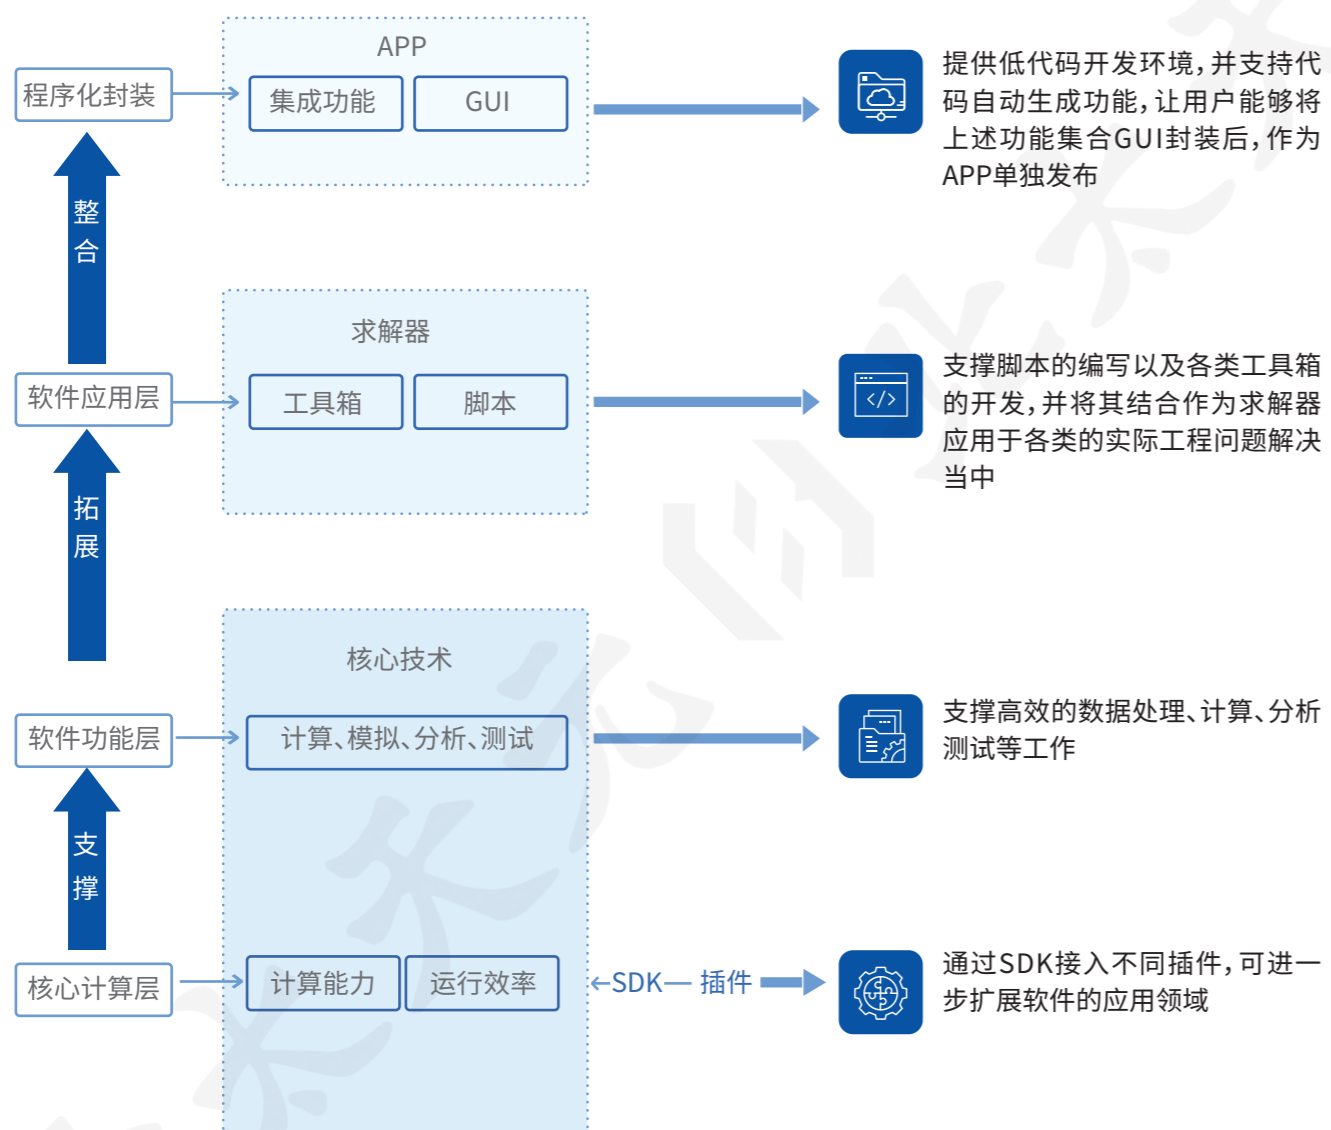 APP
程序化封装
集成功能
GUI
提供低代码开发环境,并支持代
码自动生成功能,让用户能够将
上述功能集合GUI封装后,作为
APP单独发布
整
合
求解器
软件应用层
工具箱
脚本
支撑脚本的编写以及各类工具箱
的开发,并将其结合作为求解器
应用于各类的实际工程问题解决
当中
拓
展
核心技术
软件功能层
计算、模拟、分析、测试
支撑高效的数据处理、计算、分析
测试等工作
支
撑
核心计算层
计算能力
运行效率
SDK
插件
通过SDK接入不同插件,可进一
步扩展软件的应用领域